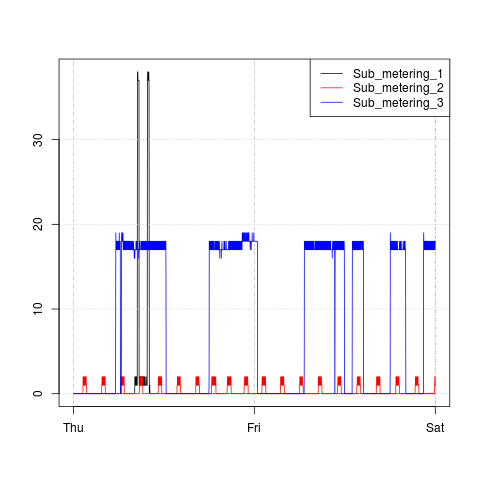 Sub_metering_1
Sub_metering_2
Sub_metering_3
30
20
10
0
Thu Fri Sat